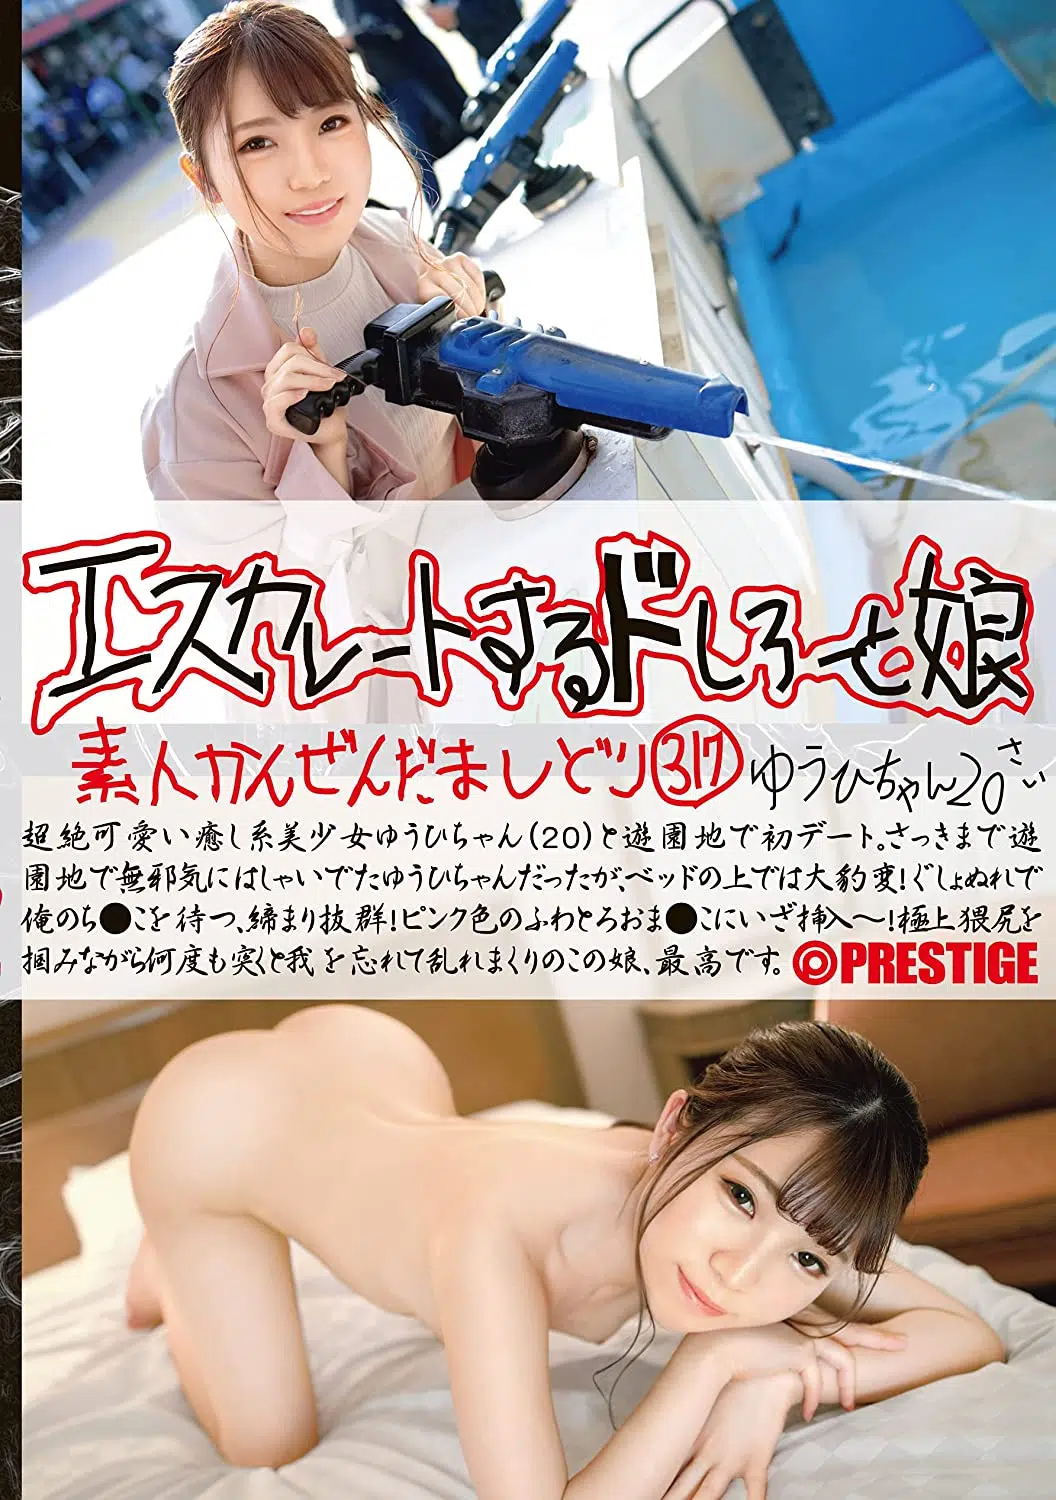 エスカレートするドしろーと娘
素人かんぜんだましどり 317 ゆうひちゃん20さい
超絶可愛い癒し系美少女ゆうひちゃん(20)と遊園地で初デート。さっきまで遊
園地で無邪気にはしゃいでたゆうひちゃんだったが、ベッドの上では大豹変!ぐしょぬれで
俺のち●こを待つ、締まり抜群!ピンク色のふわとろおま●こにいざ挿入～!極上猥尻を
掴みながら何度も突くと我を忘れて乱れまくりのこの娘、最高です。
PRESTIGE